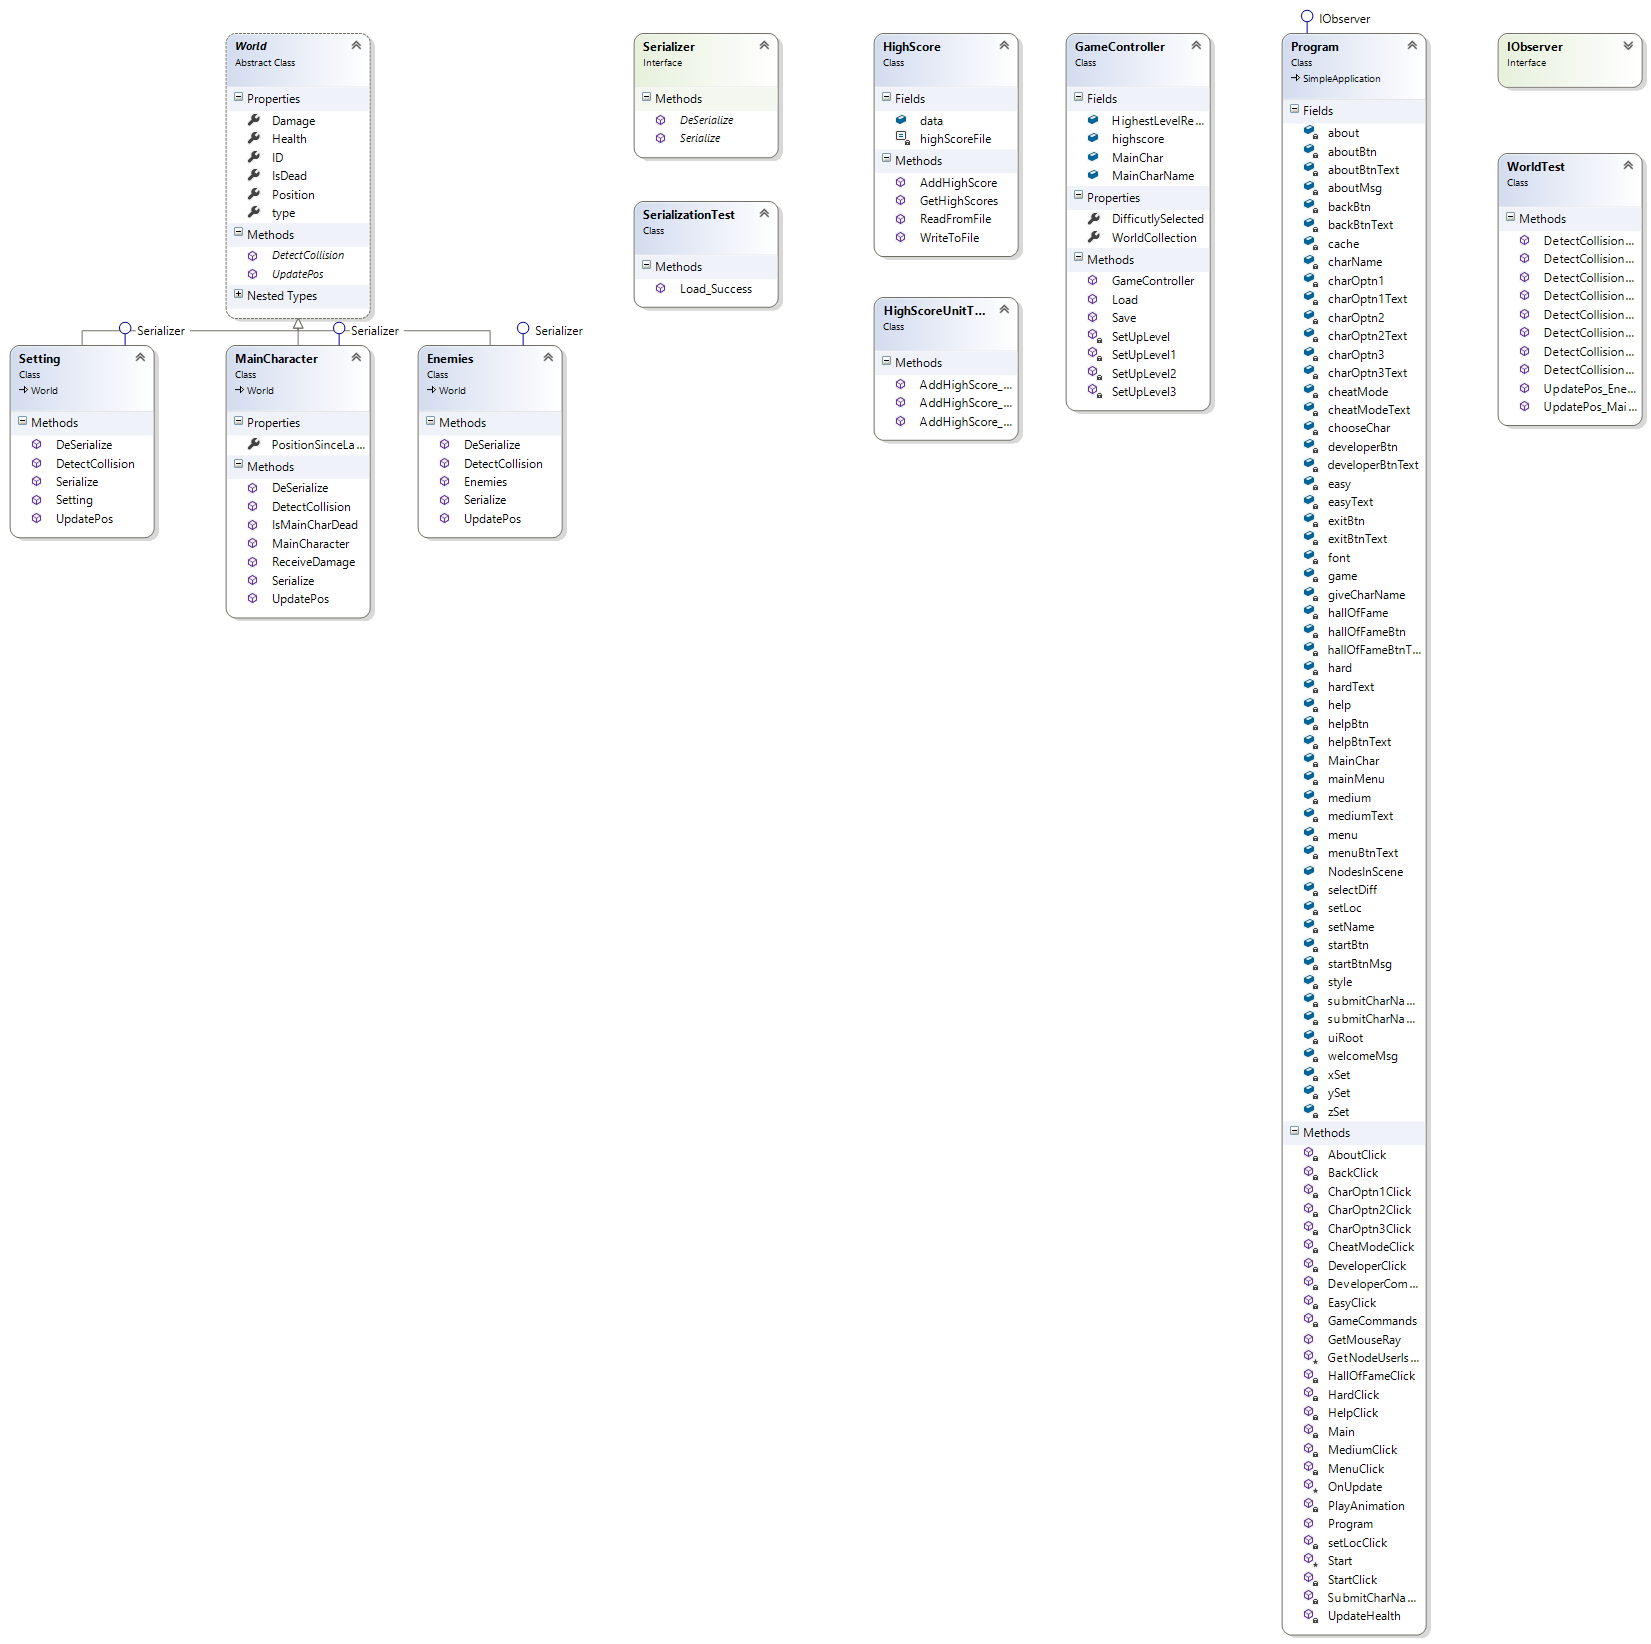 World
Abstract Class
Properties
Damage
Health
ID
IsDead
Position
type
Methods
DetectCollision
UpdatePos
Nested Types
Serializer
Setting
Class
World
Methods
DeSerialize
DetectCollision
Serialize
Setting
UpdatePos
Serializer
MainCharacter
Class
World
Properties
PositionSinceLa...
Methods
DeSerialize
DetectCollision
IsMainCharDead
MainCharacter
ReceiveDamage
Serialize
UpdatePos
Serializer
Enemies
Class
World
Methods
DeSerialize
DetectCollision
Enemies
Serialize
UpdatePos
Serializer
Interface
Methods
DeSerialize
Serialize
SerializationTest
Class
Methods
Load_Success
HighScore
Class
Fields
data
highScoreFile
Methods
AddHighScore
GetHighScores
ReadFromFile
WriteToFile
HighScoreUnitT...
Class
Methods
AddHighScore_...
AddHighScore_...
AddHighScore_...
GameController
Class
Fields
HighestLevelRe...
highscore
MainChar
MainCharName
Properties
DifficutlySelected
WorldCollection
Methods
GameController
Load
Save
SetUpLevel
SetUpLevel1
SetUpLevel2
SetUpLevel3
IObserver
Program
Class
SimpleApplication
Fields
about
aboutBtn
aboutBtnText
aboutMsg
backBtn
backBtnText
cache
charName
charOptn1
charOptn1Text
charOptn2
charOptn2Text
charOptn3
charOptn3Text
cheatMode
cheatModeText
chooseChar
developerBtn
developerBtnText
easy
easyText
exitBtn
exitBtnText
font
game
giveCharName
hallOfFame
hallOfFameBtn
hallOfFameBtnT...
hard
hardText
help
helpBtn
helpBtnText
MainChar
mainMenu
medium
mediumText
menu
menuBtnText
NodesInScene
selectDiff
setLoc
setName
startBtn
startBtnMsg
style
submitCharNa...
submitCharNa...
uiRoot
welcomeMsg
xSet
ySet
zSet
Methods
AboutClick
BackClick
CharOptn1Click
CharOptn2Click
CharOptn3Click
CheatModeClick
DeveloperClick
DeveloperCom...
EasyClick
GameCommands
GetMouseRay
GetNodeUserIs...
HallOfFameClick
HardClick
HelpClick
Main
MediumClick
MenuClick
OnUpdate
PlayAnimation
Program
setLocClick
Start
StartClick
SubmitCharNa...
UpdateHealth
IObserver
Interface
WorldTest
Class
Methods
DetectCollision...
DetectCollision...
DetectCollision...
DetectCollision...
DetectCollision...
DetectCollision...
DetectCollision...
DetectCollision...
UpdatePos_Ene...
UpdatePos_Mai...